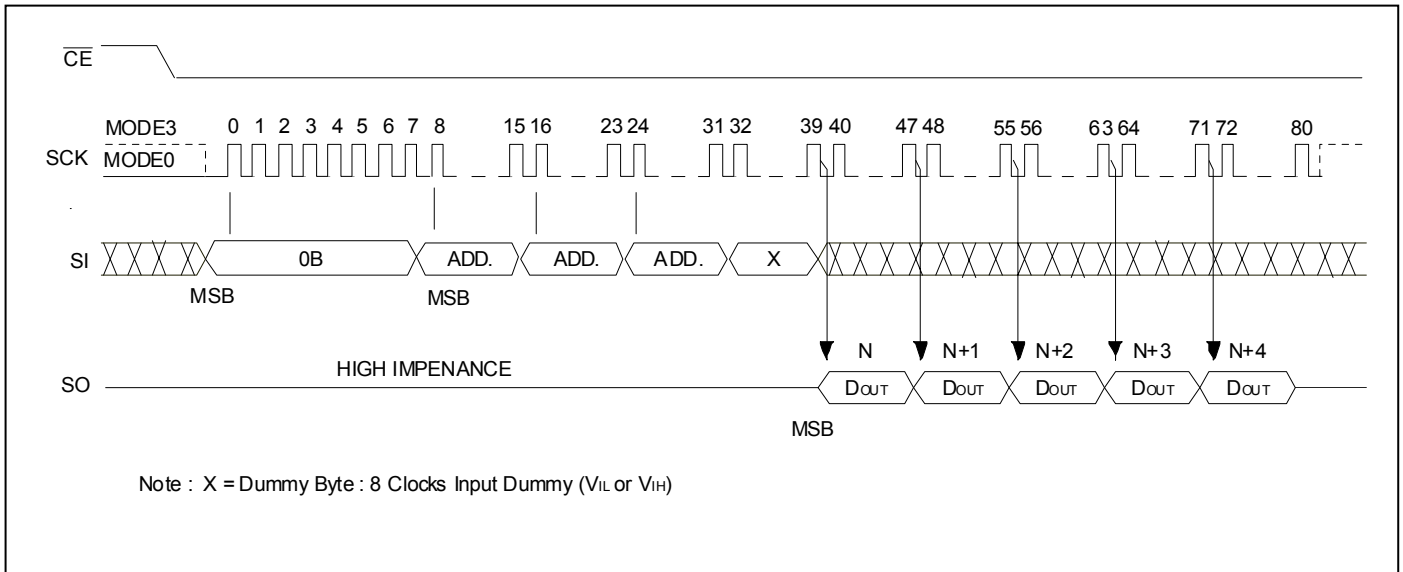 CE
MODE3 0 1 2 3 4 5 6 7 8 15 16 23 24 31 32 39 40 47 48 55 56 63 64 71 72 80
SCK MODE0
SI 0B ADD. ADD. ADD. X
MSB MSB
N N+1 N+2 N+3 N+4
HIGH IMPENANCE
SO DOUT DOUT DOUT DOUT DOUT
MSB
Note : X = Dummy Byte : 8 Clocks Input Dummy (VIL or VIH)